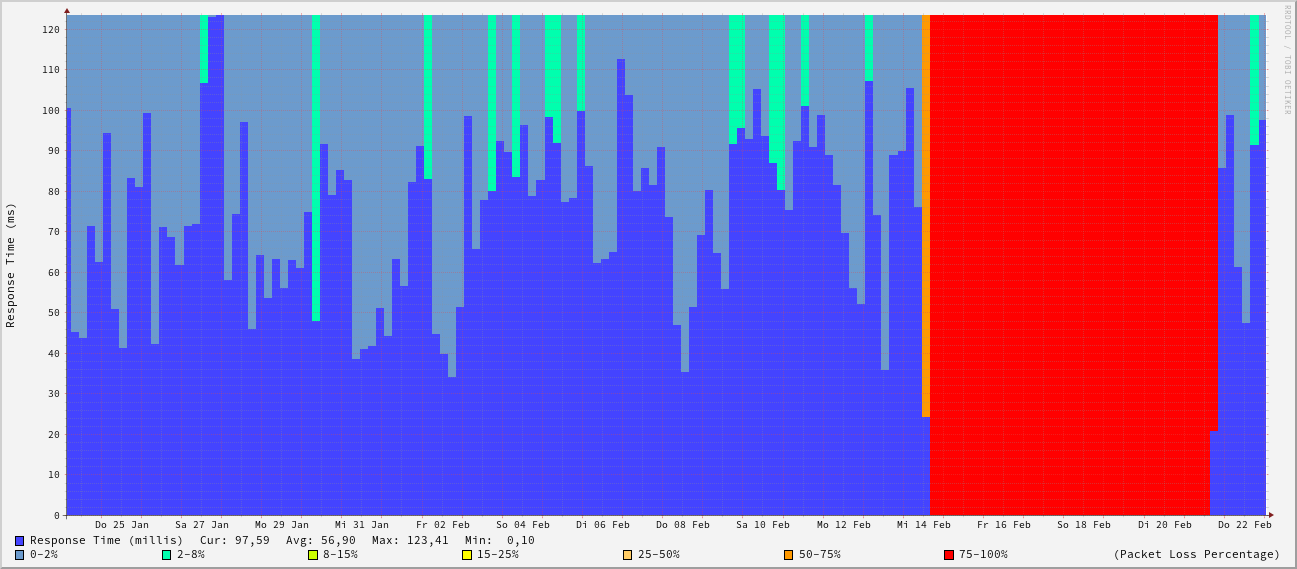 RRDTOOL / TOBI OETIKER
Response Time (ms)
120
110
100
90
80
70
60
50
40
30
20
10
0
Do 25 Jan Sa 27 Jan Mo 29 Jan Mi 31 Jan Fr 02 Feb So 04 Feb Di 06 Feb Do 08 Feb Sa 10 Feb Mo 12 Feb Mi 14 Feb Fr 16 Feb So 18 Feb Di 20 Feb Do 22 Feb
Response Time (millis) Cur: 97,59 Avg: 56,90 Max: 123,41 Min: 0,10
0-2% 2-8% 8-15% 15-25% 25-50% 50-75% 75-100% (Packet Loss Percentage)